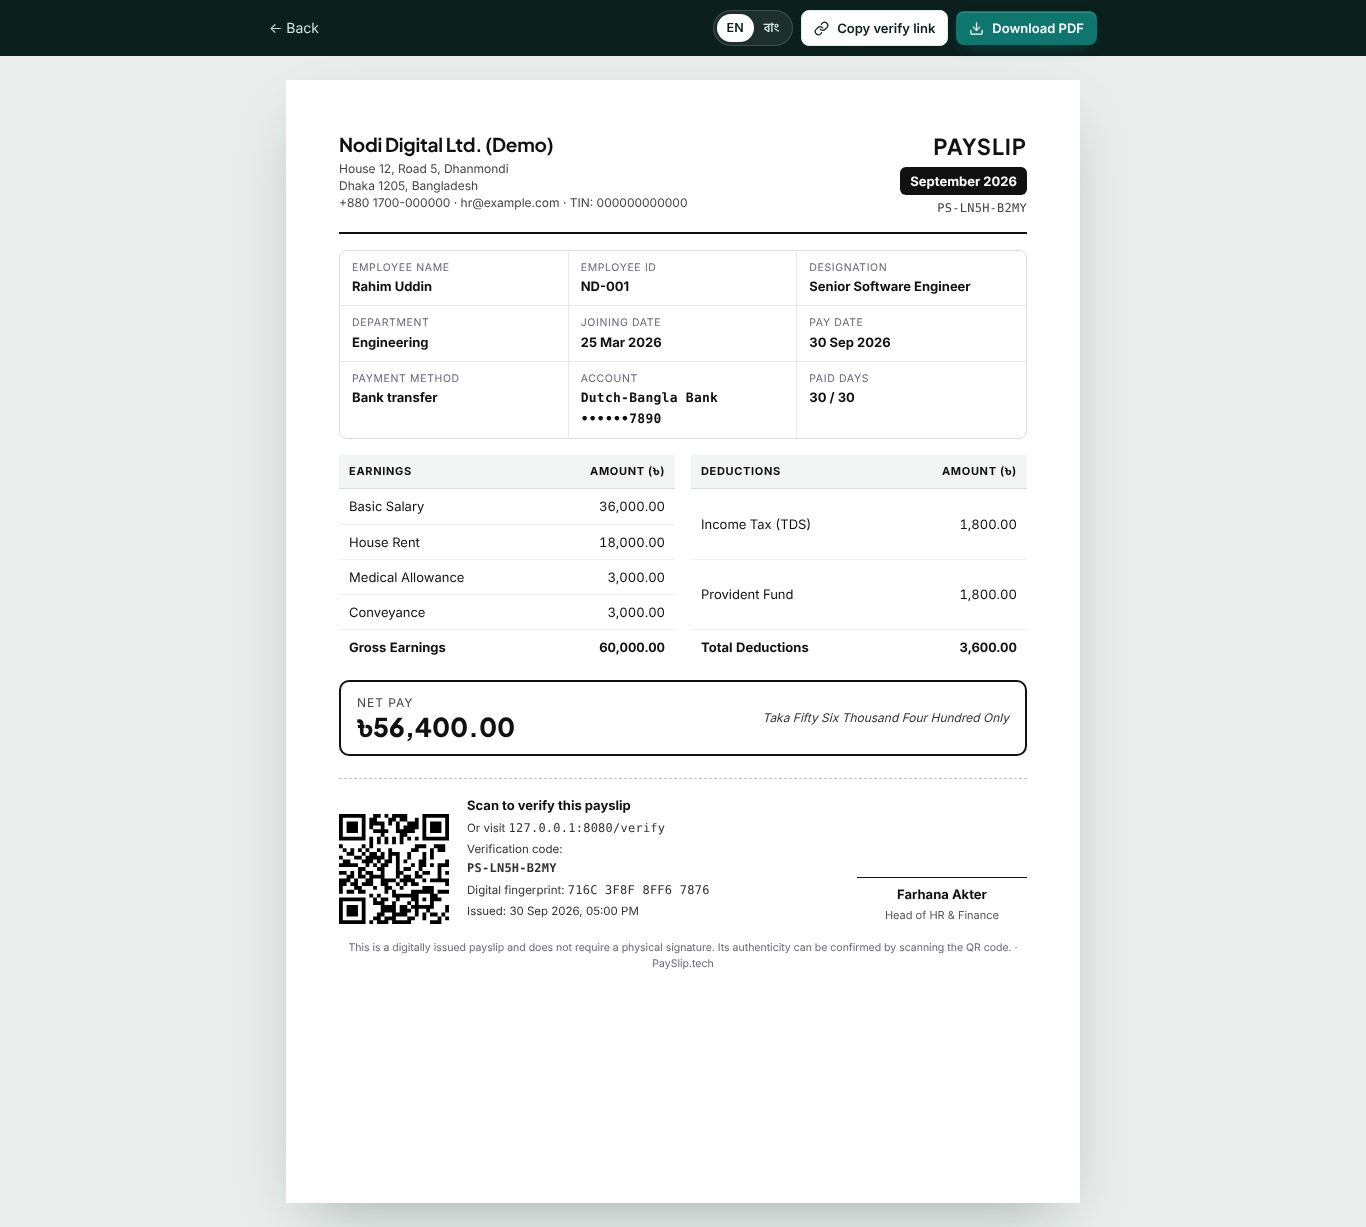 ← Back
EN
বাং
Copy verify link
Download PDF
Nodi Digital Ltd. (Demo)
House 12, Road 5, Dhanmondi
Dhaka 1205, Bangladesh
+880 1700-000000 · hr@example.com · TIN: 000000000000
PAYSLIP
September 2026
PS-LN5H-B2MY
EMPLOYEE NAME
Rahim Uddin
EMPLOYEE ID
ND-001
DESIGNATION
Senior Software Engineer
DEPARTMENT
Engineering
JOINING DATE
25 Mar 2026
PAY DATE
30 Sep 2026
PAYMENT METHOD
Bank transfer
ACCOUNT
Dutch-Bangla Bank
••••••7890
PAID DAYS
30 / 30
EARNINGS AMOUNT (৳)
Basic Salary 36,000.00
House Rent 18,000.00
Medical Allowance 3,000.00
Conveyance 3,000.00
Gross Earnings 60,000.00
DEDUCTIONS AMOUNT (৳)
Income Tax (TDS) 1,800.00
Provident Fund 1,800.00
Total Deductions 3,600.00
NET PAY
৳56,400.00
Taka Fifty Six Thousand Four Hundred Only
Scan to verify this payslip
Or visit 127.0.0.1:8080/verify
Verification code:
PS-LN5H-B2MY
Digital fingerprint: 716C 3F8F 8FF6 7876
Issued: 30 Sep 2026, 05:00 PM
Farhana Akter
Head of HR & Finance
This is a digitally issued payslip and does not require a physical signature. Its authenticity can be confirmed by scanning the QR code. ·
PaySlip.tech